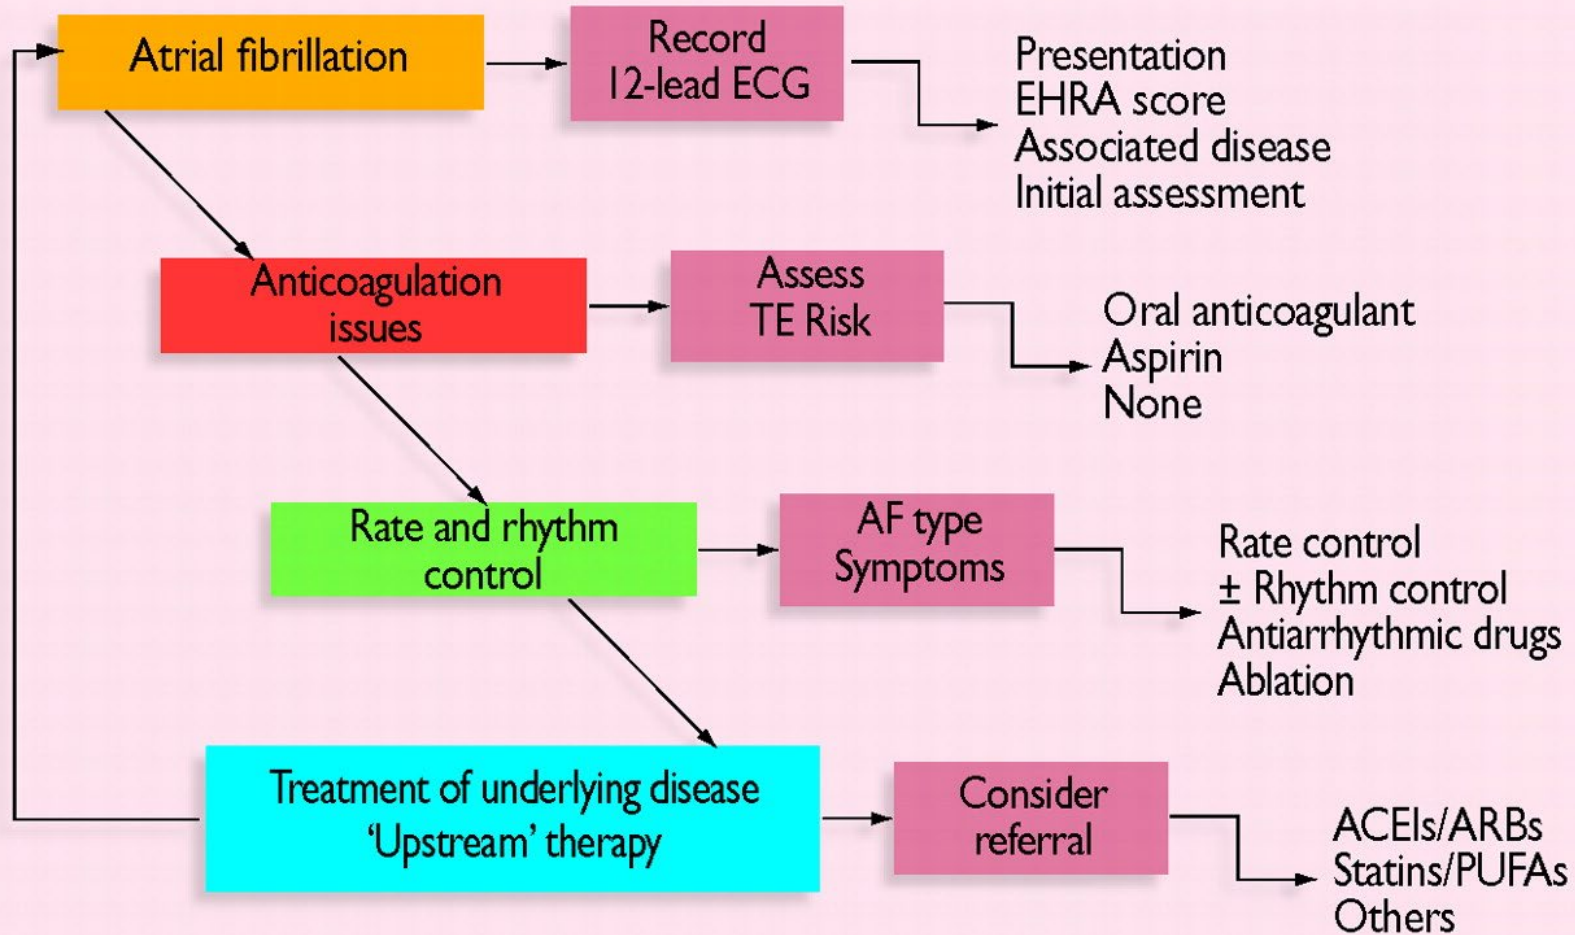 Atrial fibrillation
Record
12-lead ECG
Presentation
EHRA score
Associated disease
Initial assessment
Anticoagulation
issues
Assess
TE Risk
Oral anticoagulant
Aspirin
None
Rate and rhythm
control
AF type
Symptoms
Rate control
± Rhythm control
Antiarrhythmic drugs
Ablation
Treatment of underlying disease
‘Upstream’ therapy
Consider
referral
ACEIs/ARBs
Statins/PUFAs
Others